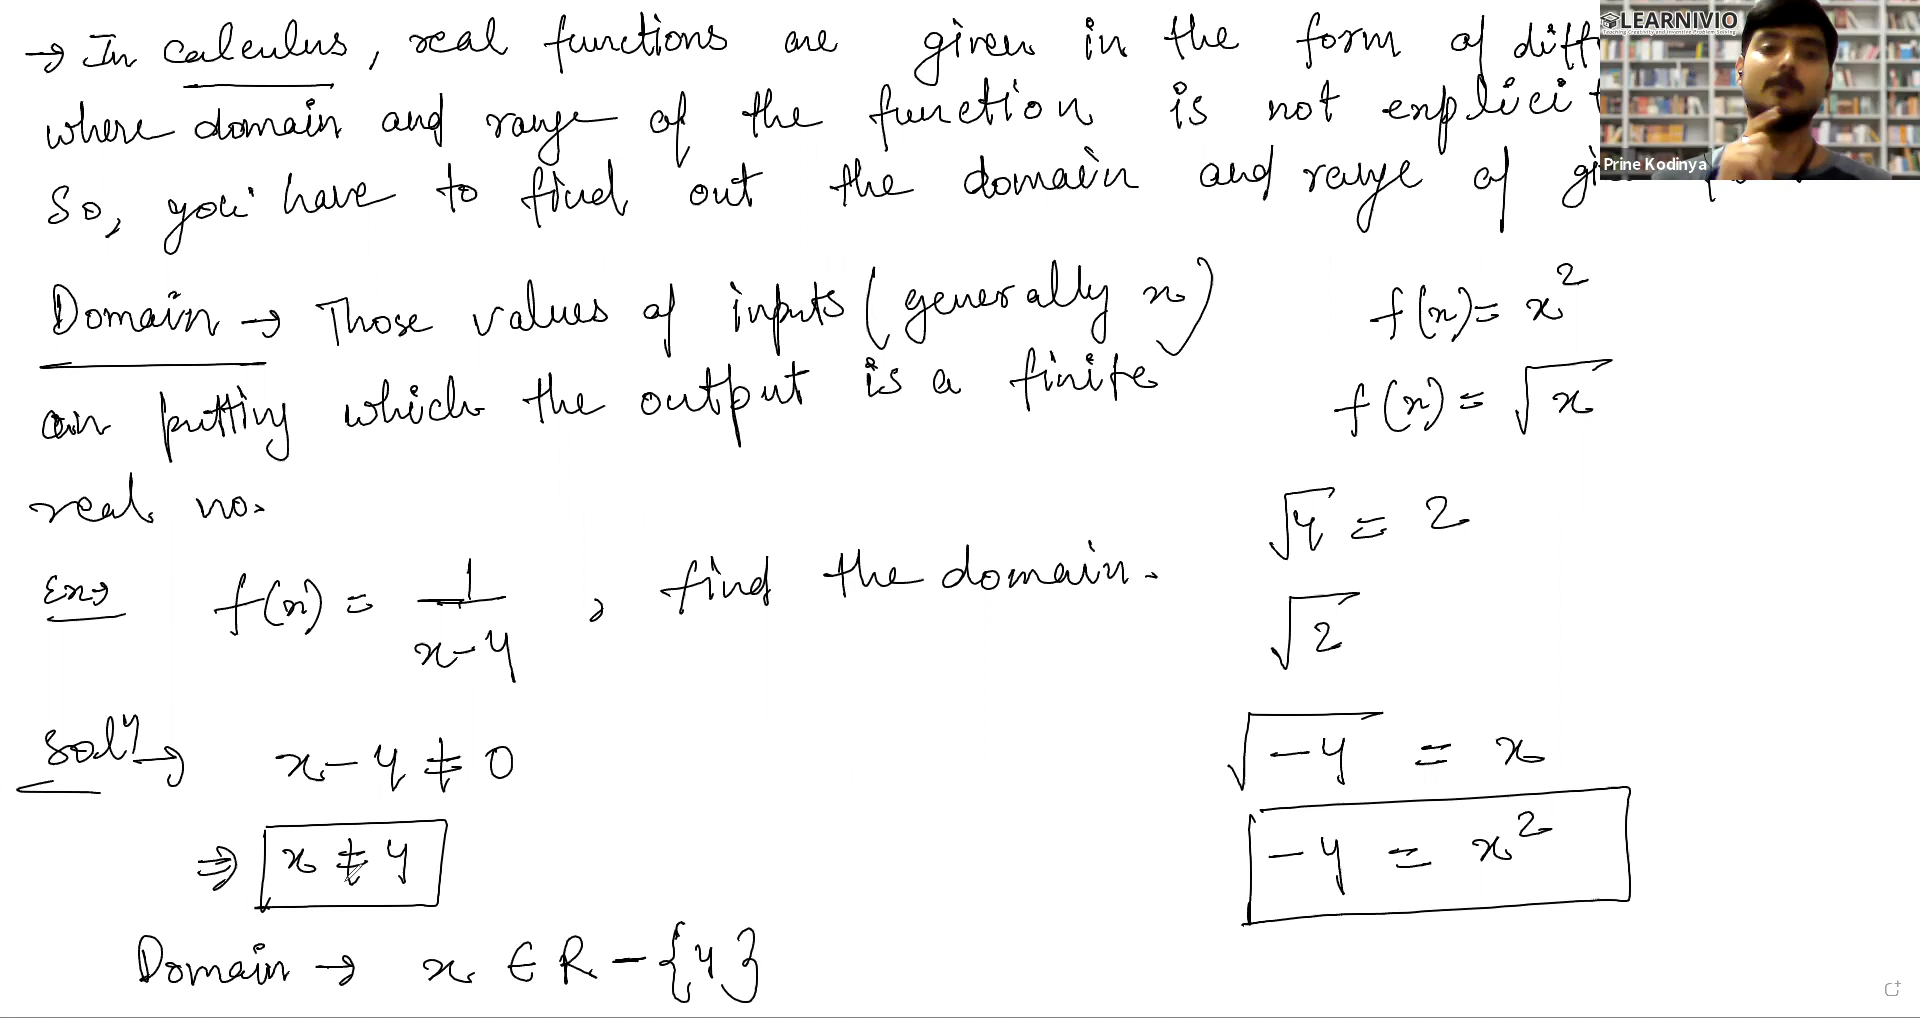 → In calculus, real functions are given in the form of diff
where domain and range of the function is not explicit
So, you have to find out the domain and range of gi
Domain → Those values of inputs (generally x)
on putting which the output is a finite
real no.
Ex→ f(x) = 1/(x-4) , find the domain.
Solⁿ → x - 4 ≠ 0
⇒ x ≠ 4
Domain → x ∈ R - {4}
f(x) = x²
f(x) = √x
√4 = 2
√2
√-4 = x
-4 = x²
LEARNIVIO
Prine Kodinya